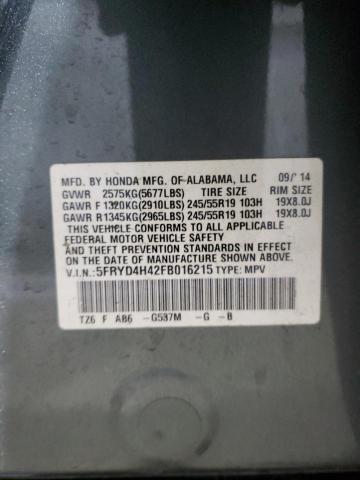 MFD. BY HONDA MFG. OF ALABAMA, LLC 09/'14
GVWR 2575KG(5677LBS) TIRE SIZE RIM SIZE
GAWR F 1320KG(2910LBS) 245/55R19 103H 19X8.0J
GAWR R 1345KG(2965LBS) 245/55R19 103H 19X8.0J
THIS VEHICLE CONFORMS TO ALL APPLICABLE
FEDERAL MOTOR VEHICLE SAFETY, BUMPER,
AND THEFT PREVENTION STANDARDS IN EFFECT
ON THE DATE OF MANUFACTURE SHOWN ABOVE.
V.I.N.:5FRYD4H42FB016215 TYPE: MPV
TZ6 F AB6 -G537M -G -B